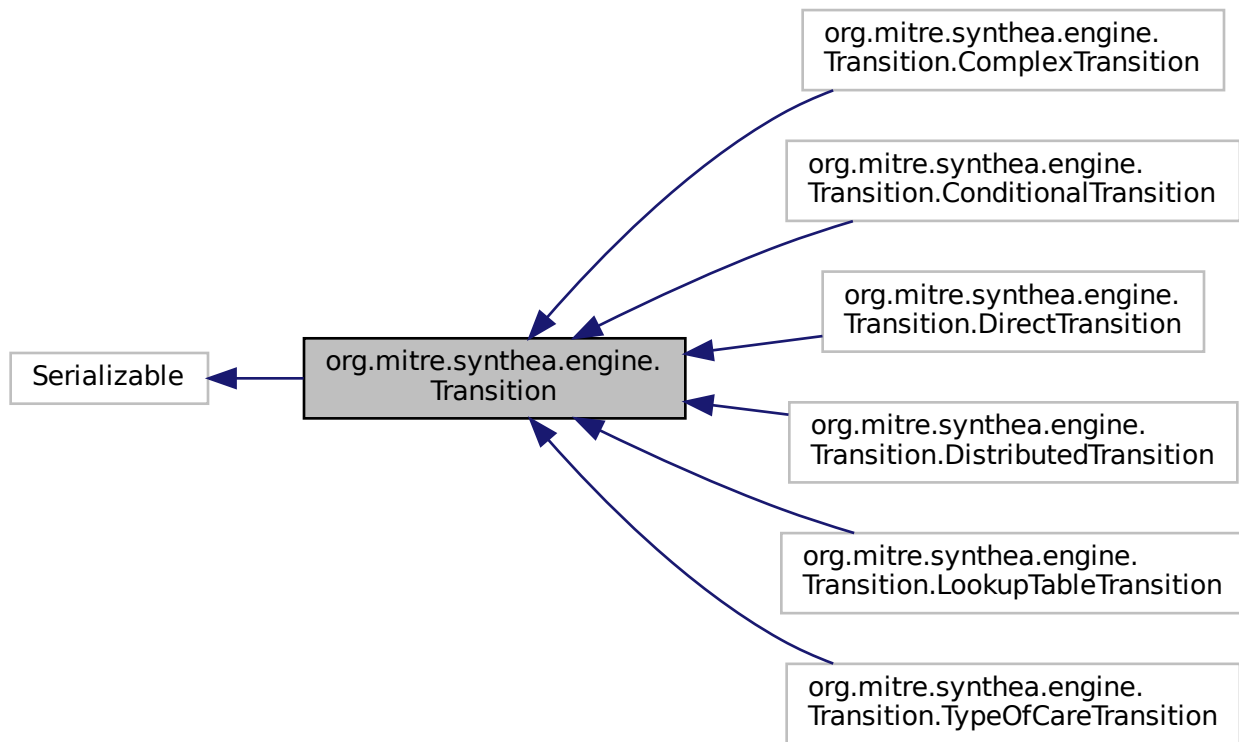 org.mitre.synthea.engine.
Transition.ComplexTransition
org.mitre.synthea.engine.
Transition.ConditionalTransition
org.mitre.synthea.engine.
Transition.DirectTransition
Serializable
org.mitre.synthea.engine.
Transition
org.mitre.synthea.engine.
Transition.DistributedTransition
org.mitre.synthea.engine.
Transition.LookupTableTransition
org.mitre.synthea.engine.
Transition.TypeOfCareTransition